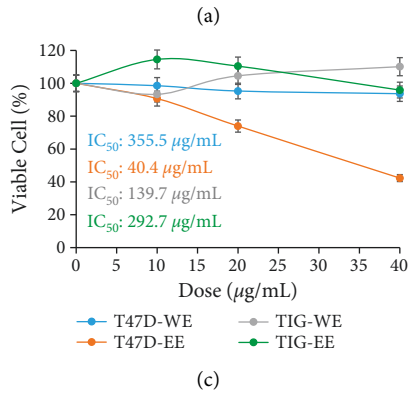 (a)
Viable Cell (%)
120
100
80
60
40
20
0
IC₅₀: 355.5 µg/mL
IC₅₀: 40.4 µg/mL
IC₅₀: 139.7 µg/mL
IC₅₀: 292.7 µg/mL
0 5 10 15 20 25 30 35 40
Dose (µg/mL)
T47D-WE TIG-WE
T47D-EE TIG-EE
(c)